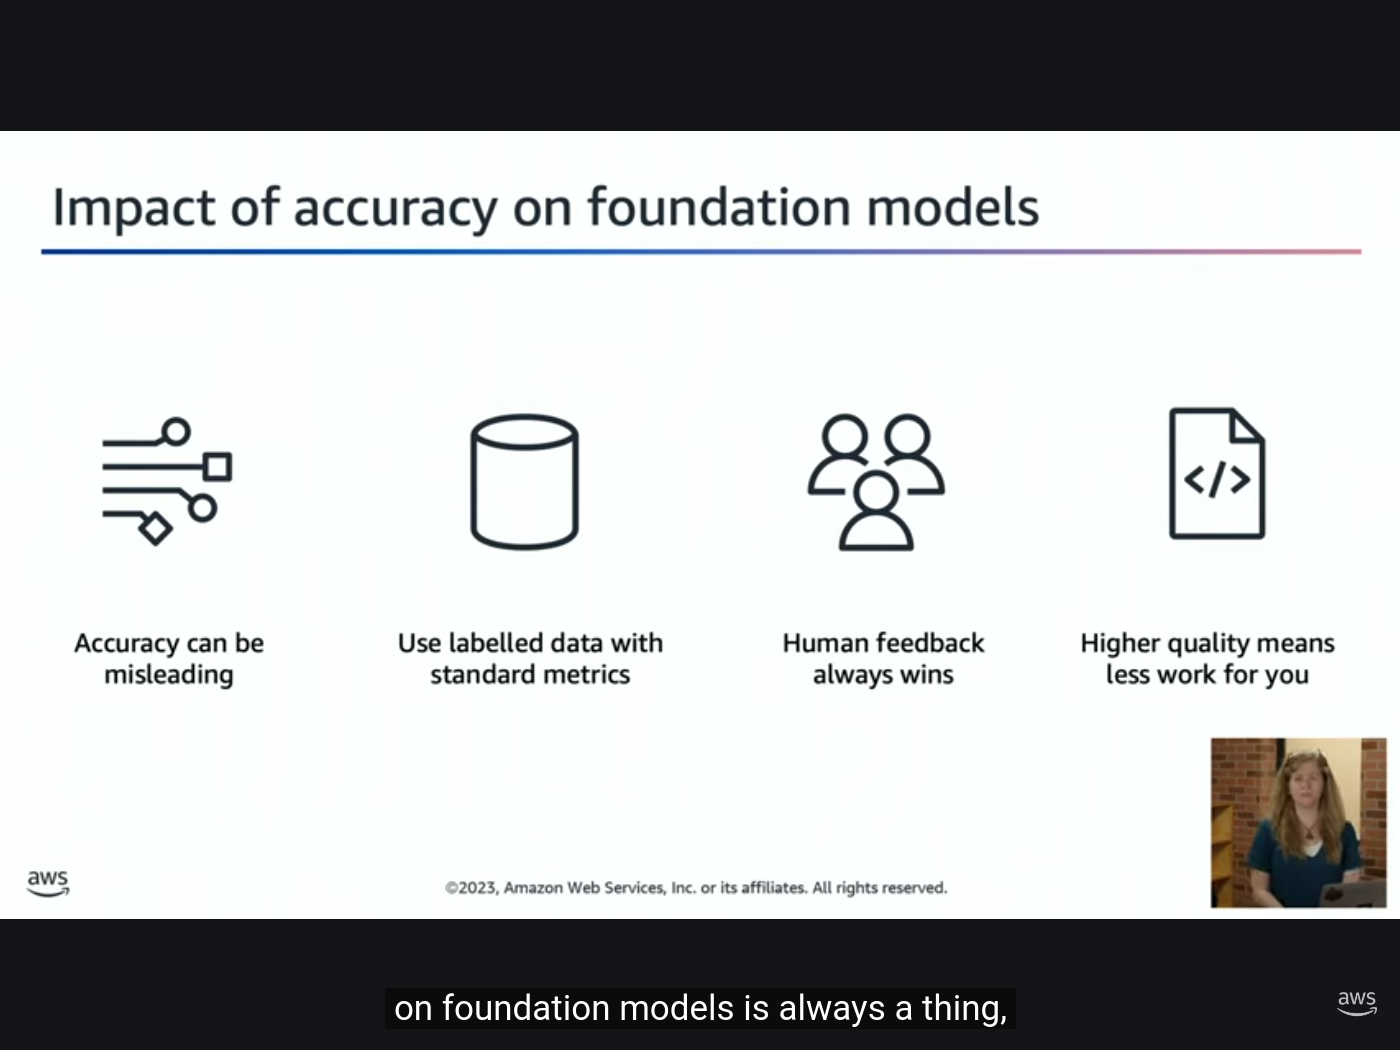 Impact of accuracy on foundation models
</>
Accuracy can be
misleading
Use labelled data with
standard metrics
Human feedback
always wins
Higher quality means
less work for you
aws
©2023, Amazon Web Services, Inc. or its affiliates. All rights reserved.
on foundation models is always a thing,
aws